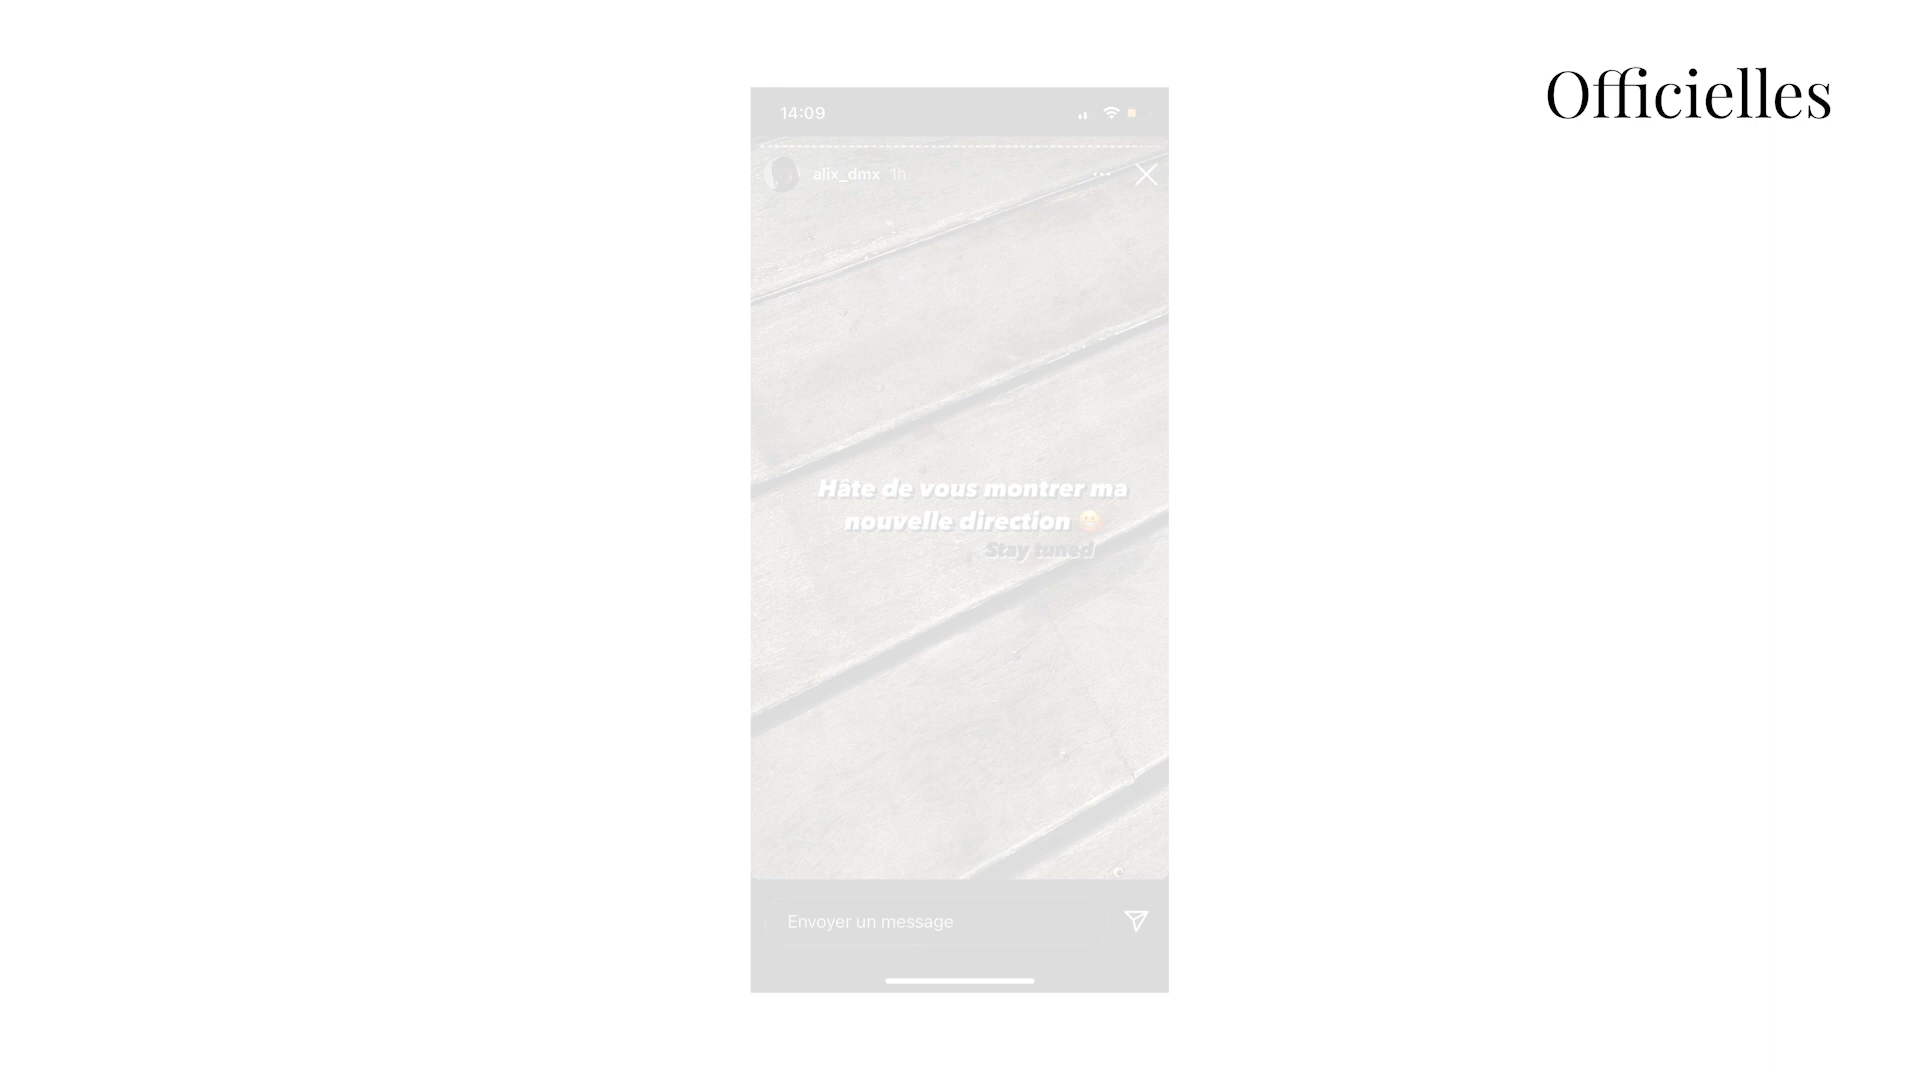 Officielles
14:09
alix_dmx 1h
Hâte de vous montrer ma
nouvelle direction 😬
Stay tuned
Envoyer un message